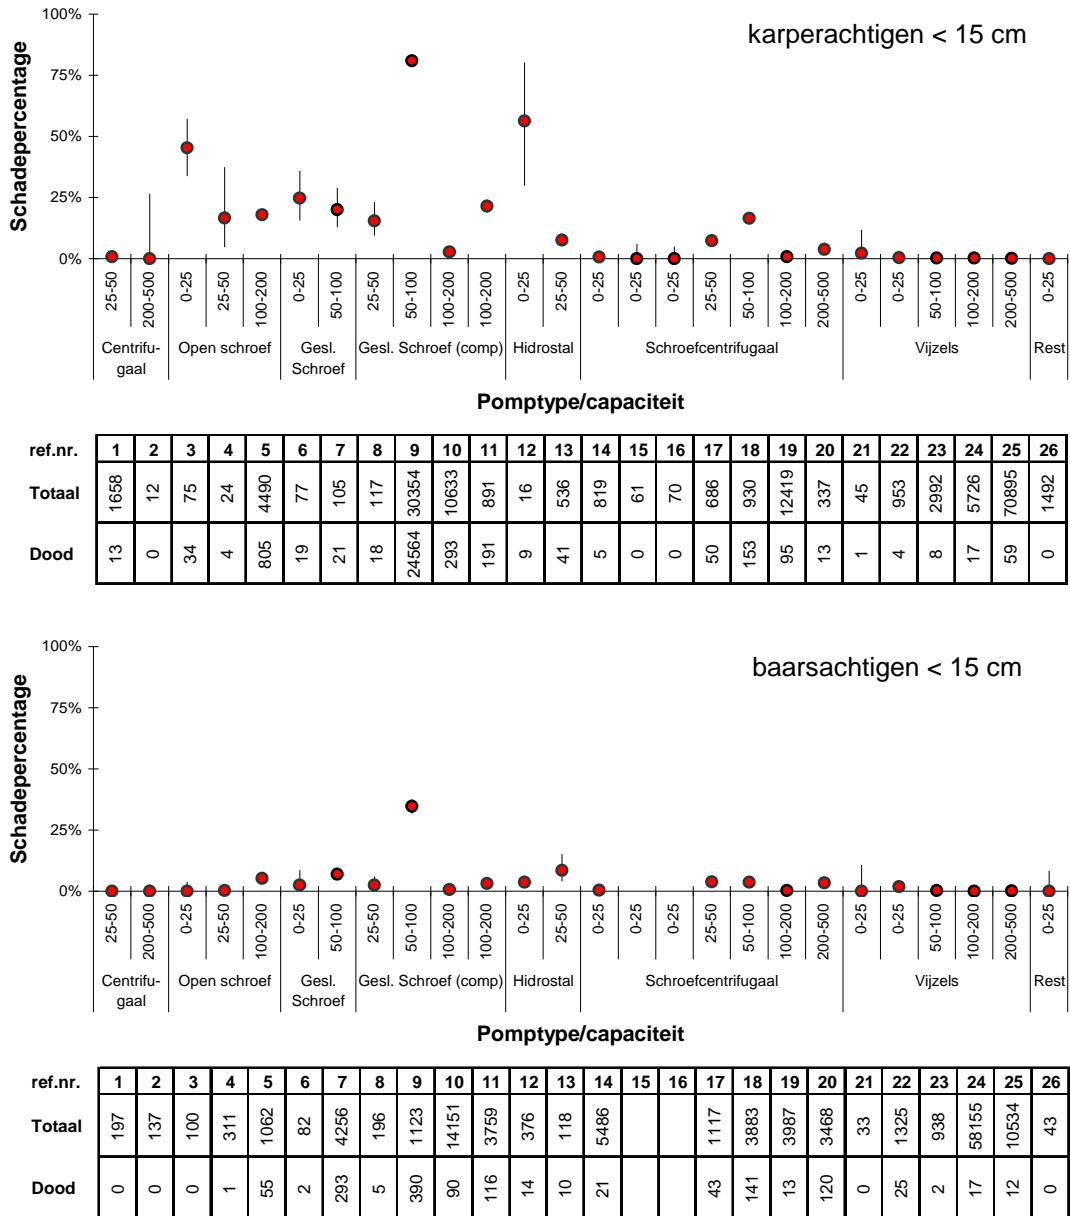 karperachtigen < 15 cm
Schadepercentage
100%
75%
50%
25%
0%
25-50 200-500 0-25 25-50 100-200 0-25 50-100 25-50 50-100 100-200 100-200 0-25 25-50 0-25 0-25 0-25 25-50 50-100 100-200 200-500 0-25 0-25 50-100 100-200 200-500 0-25
Centrifu- Open schroef Gesl. Gesl. Schroef (comp) Hidrostal Schroefcentrifugaal Vijzels Rest
gaal Schroef
Pomptype/capaciteit
ref.nr. 1 2 3 4 5 6 7 8 9 10 11 12 13 14 15 16 17 18 19 20 21 22 23 24 25 26
Totaal 1658 12 75 24 4490 77 105 117 30354 10633 891 16 536 819 61 70 686 930 12419 337 45 953 2992 5726 70895 1492
Dood 13 0 34 4 805 19 21 18 24564 293 191 9 41 5 0 0 50 153 95 13 1 4 8 17 59 0
baarsachtigen < 15 cm
Schadepercentage
100%
75%
50%
25%
0%
25-50 200-500 0-25 25-50 100-200 0-25 50-100 25-50 50-100 100-200 100-200 0-25 25-50 0-25 0-25 0-25 25-50 50-100 100-200 200-500 0-25 0-25 50-100 100-200 200-500 0-25
Centrifu- Open schroef Gesl. Gesl. Schroef (comp) Hidrostal Schroefcentrifugaal Vijzels Rest
gaal Schroef
Pomptype/capaciteit
ref.nr. 1 2 3 4 5 6 7 8 9 10 11 12 13 14 15 16 17 18 19 20 21 22 23 24 25 26
Totaal 197 137 100 311 1062 82 4256 196 1123 14151 3759 376 118 5486 1117 3883 3987 3468 33 1325 938 58155 10534 43
Dood 0 0 0 1 55 2 293 5 390 90 116 14 10 21 43 141 13 120 0 25 2 17 12 0